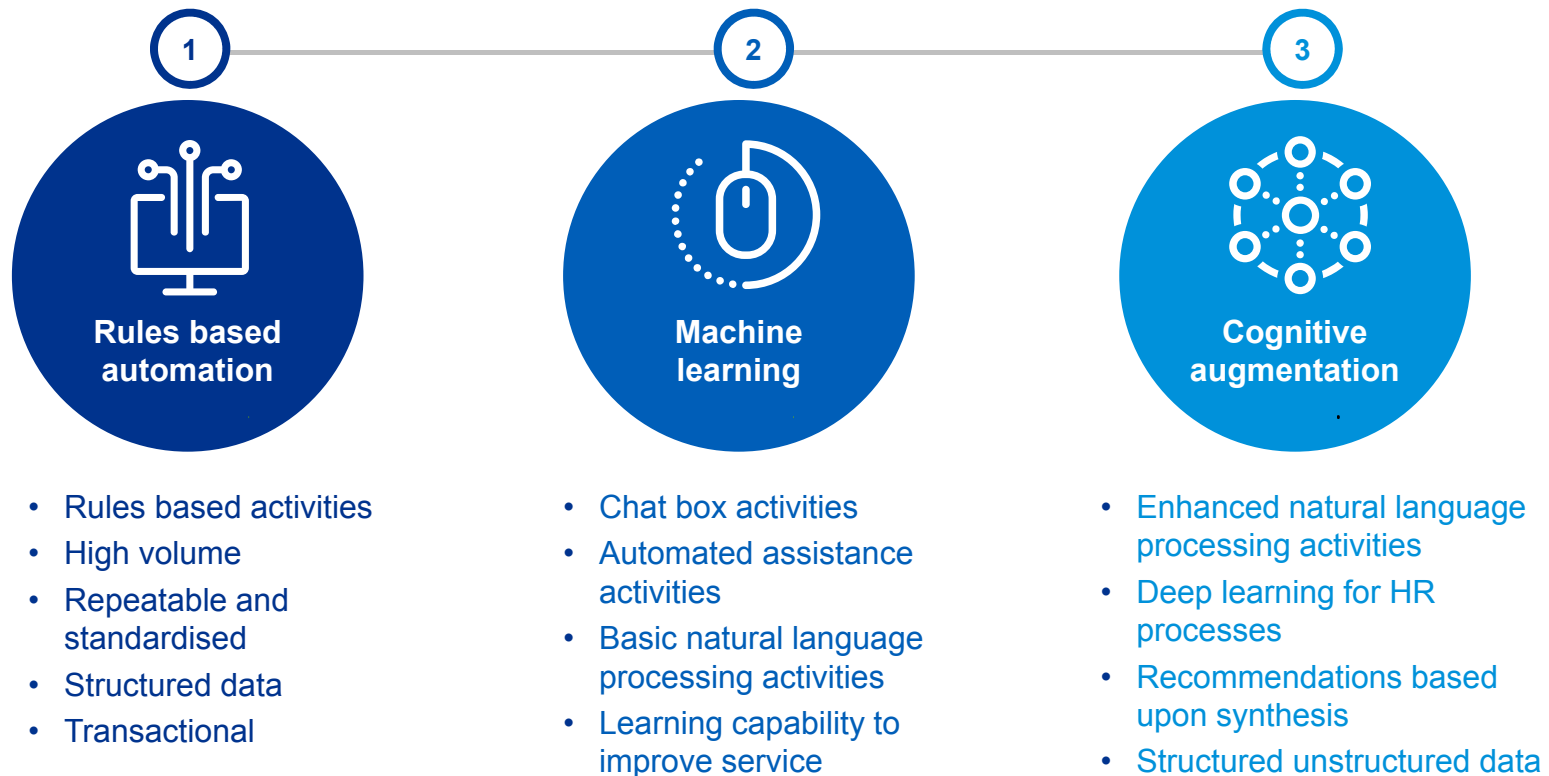 1
Rules based
automation
• Rules based activities
• High volume
• Repeatable and
standardised
• Structured data
• Transactional
2
Machine
learning
• Chat box activities
• Automated assistance
activities
• Basic natural language
processing activities
• Learning capability to
improve service
3
Cognitive
augmentation
• Enhanced natural language
processing activities
• Deep learning for HR
processes
• Recommendations based
upon synthesis
• Structured unstructured data